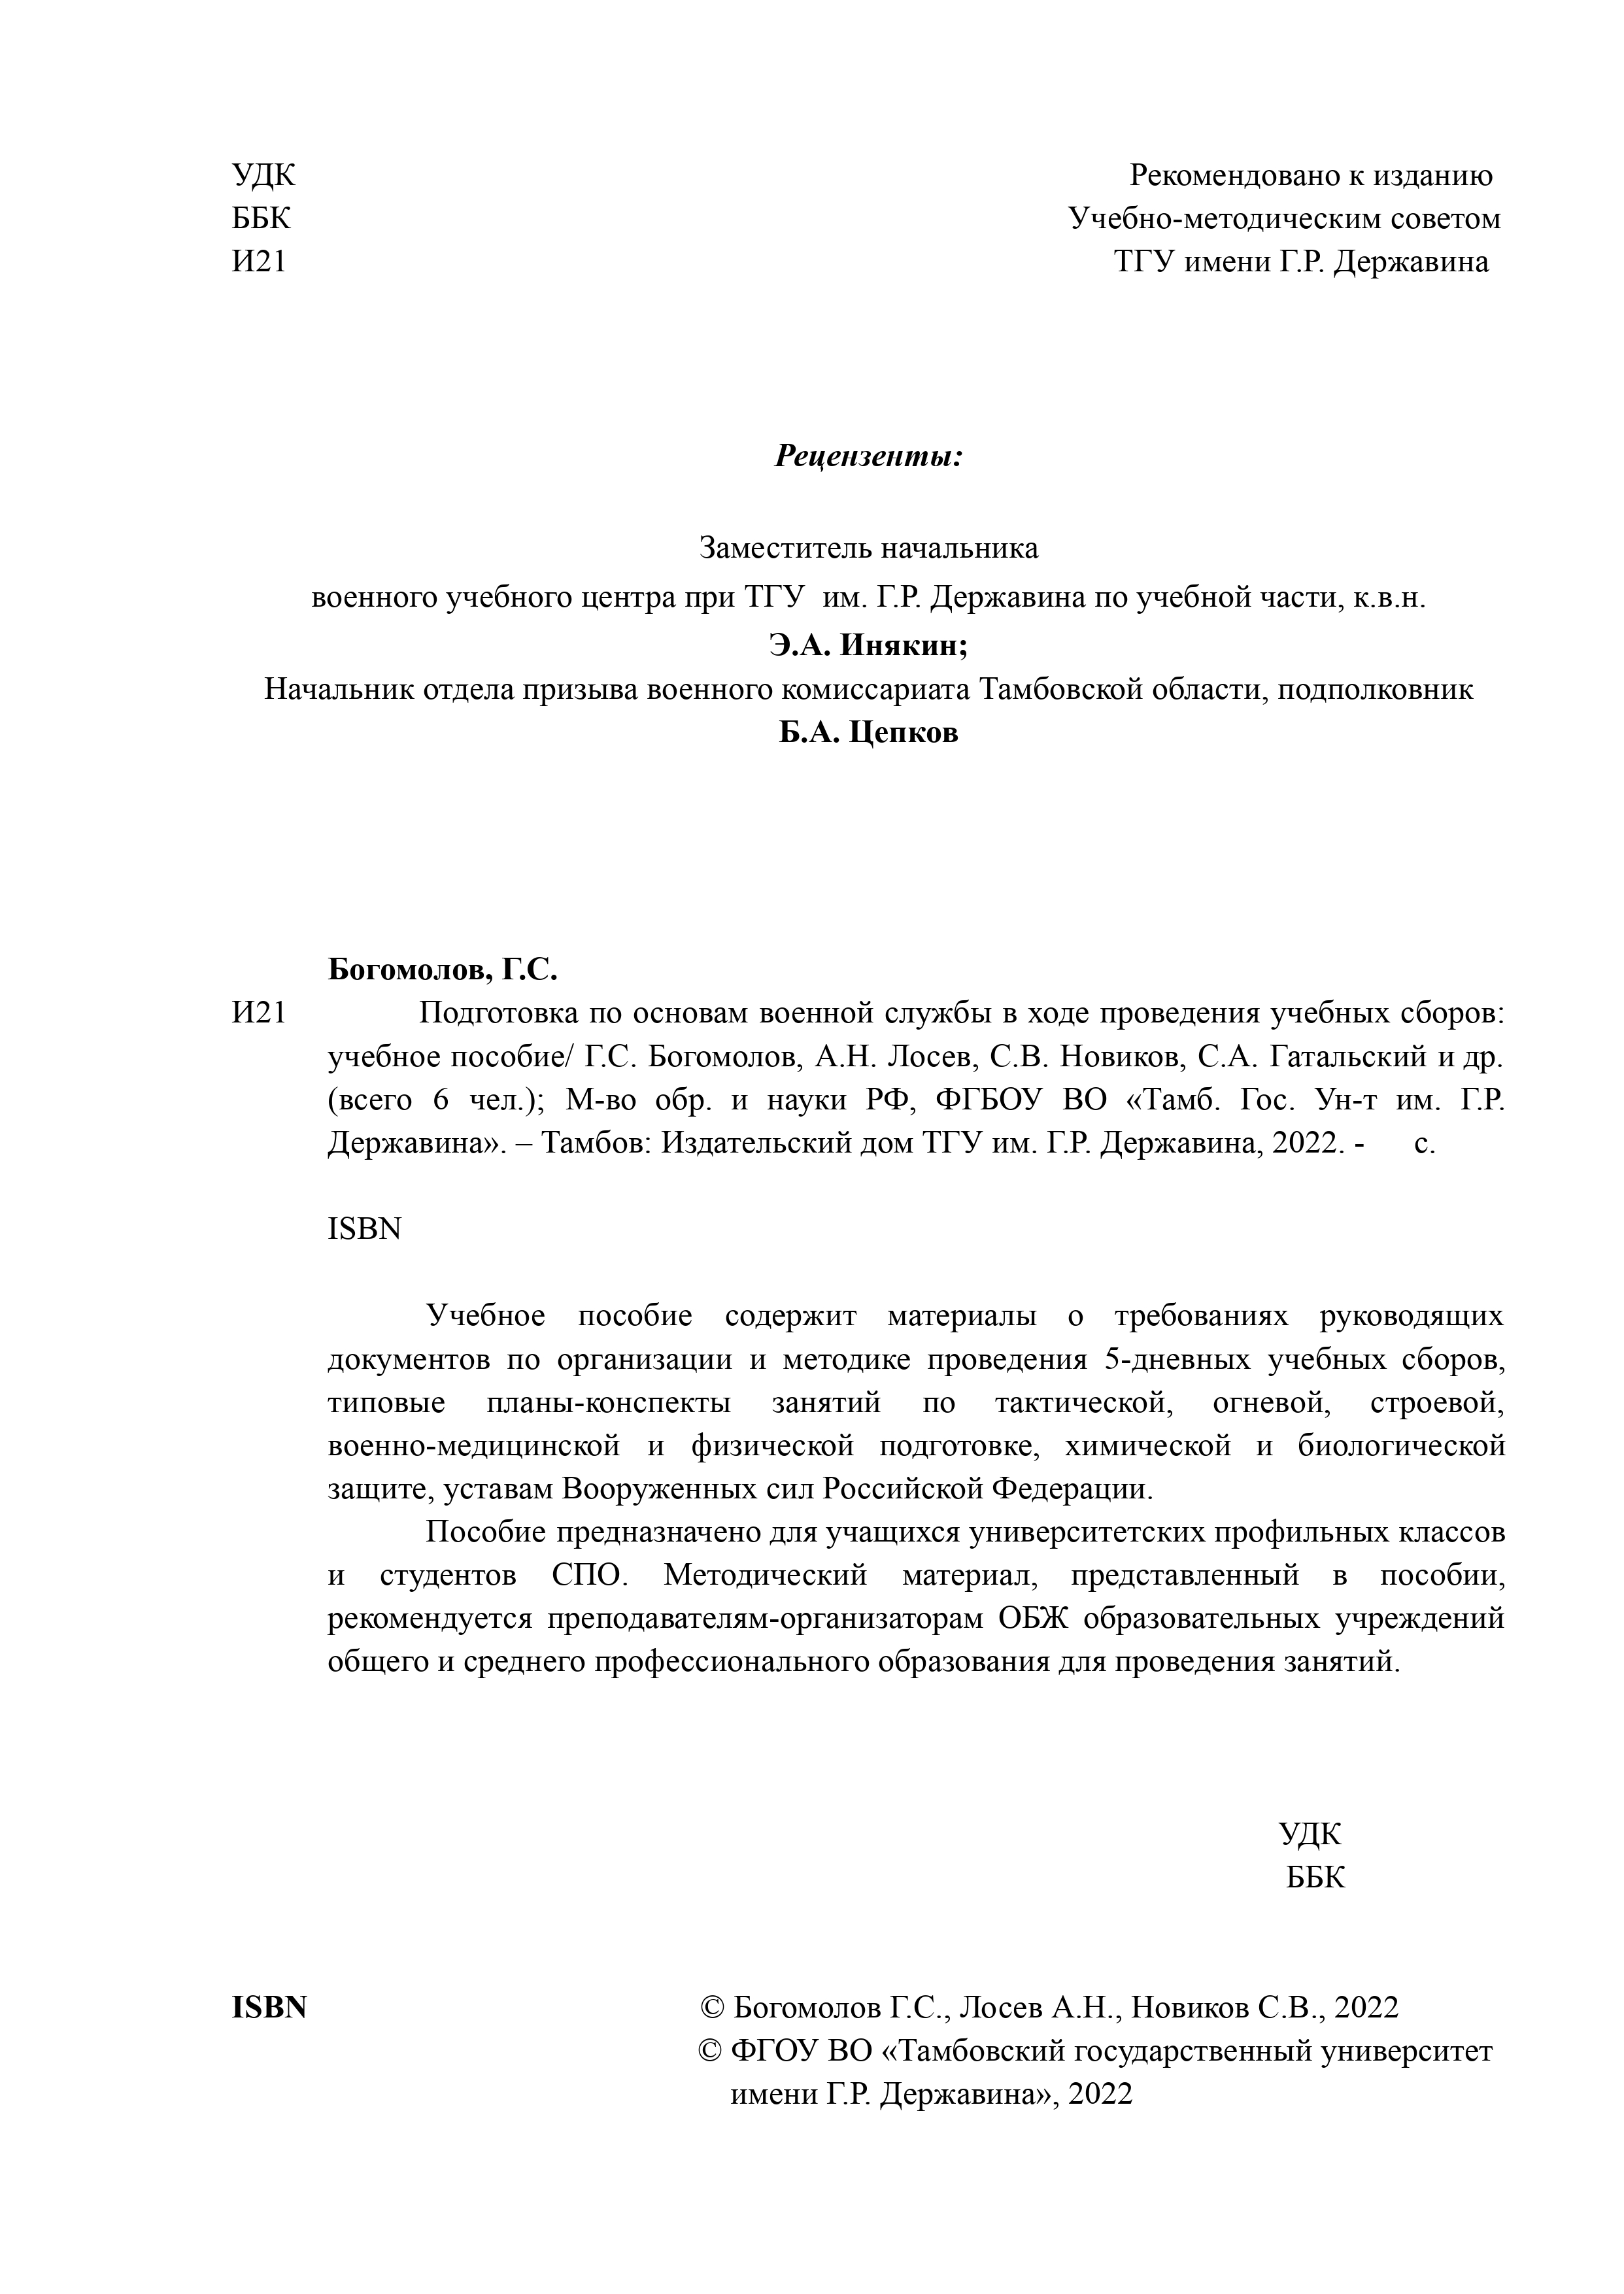 УДК Рекомендовано к изданию
ББК Учебно-методическим советом
И21 ТГУ имени Г.Р. Державина
Рецензенты:
Заместитель начальника
военного учебного центра при ТГУ им. Г.Р. Державина по учебной части, к.в.н.
Э.А. Инякин;
Начальник отдела призыва военного комиссариата Тамбовской области, подполковник
Б.А. Цепков
Богомолов, Г.С.
И21 Подготовка по основам военной службы в ходе проведения учебных сборов:
учебное пособие/ Г.С. Богомолов, А.Н. Лосев, С.В. Новиков, С.А. Гатальский и др.
(всего 6 чел.); М-во обр. и науки РФ, ФГБОУ ВО «Тамб. Гос. Ун-т им. Г.Р.
Державина». – Тамбов: Издательский дом ТГУ им. Г.Р. Державина, 2022. - с.
ISBN
Учебное пособие содержит материалы о требованиях руководящих
документов по организации и методике проведения 5-дневных учебных сборов,
типовые планы-конспекты занятий по тактической, огневой, строевой,
военно-медицинской и физической подготовке, химической и биологической
защите, уставам Вооруженных сил Российской Федерации.
Пособие предназначено для учащихся университетских профильных классов
и студентов СПО. Методический материал, представленный в пособии,
рекомендуется преподавателям-организаторам ОБЖ образовательных учреждений
общего и среднего профессионального образования для проведения занятий.
УДК
ББК
ISBN © Богомолов Г.С., Лосев А.Н., Новиков С.В., 2022
© ФГОУ ВО «Тамбовский государственный университет
имени Г.Р. Державина», 2022